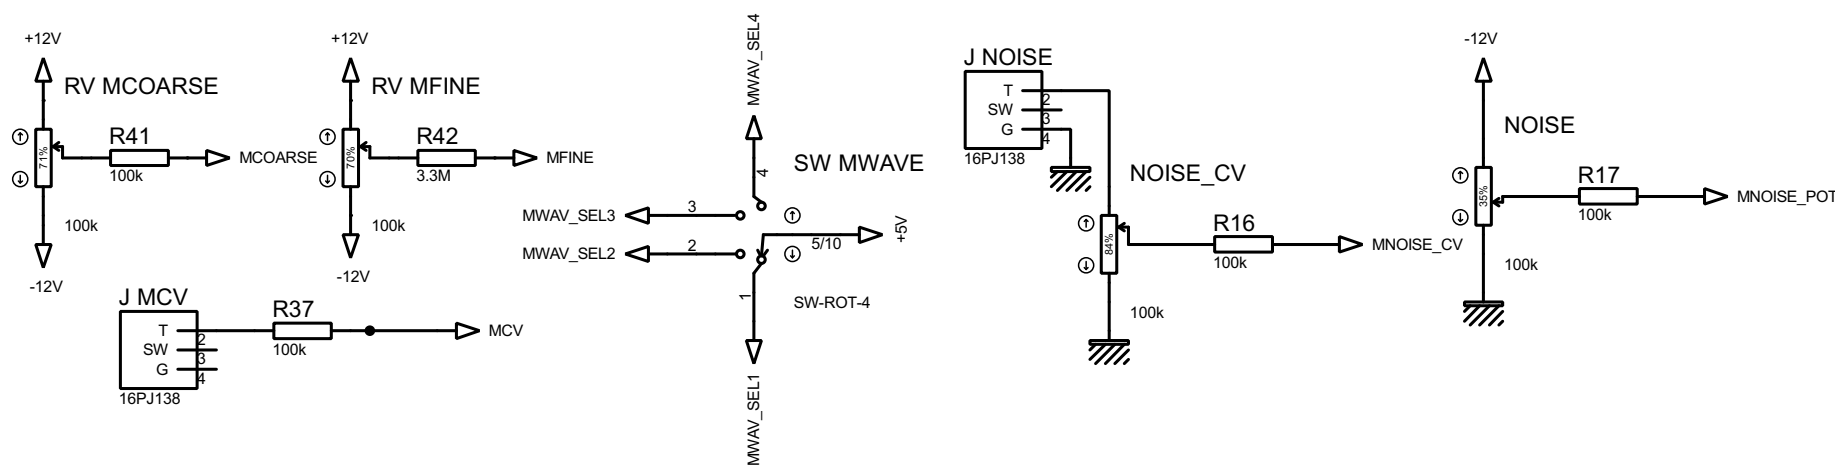 +12V
RV MCOARSE
71%
R41
100k
MCOARSE
100k
-12V
+12V
RV MFINE
70%
R42
3.3M
MFINE
100k
-12V
J MCV
T
SW
G
2
3
4
16PJ138
R37
100k
MCV
MWAV_SEL4
4
SW MWAVE
MWAV_SEL3
3
MWAV_SEL2
2
5/10
+5V
1
SW-ROT-4
MWAV_SEL1
J NOISE
T
SW
G
2
3
4
16PJ138
NOISE_CV
84%
R16
100k
MNOISE_CV
100k
-12V
NOISE
35%
R17
100k
MNOISE_POT
100k